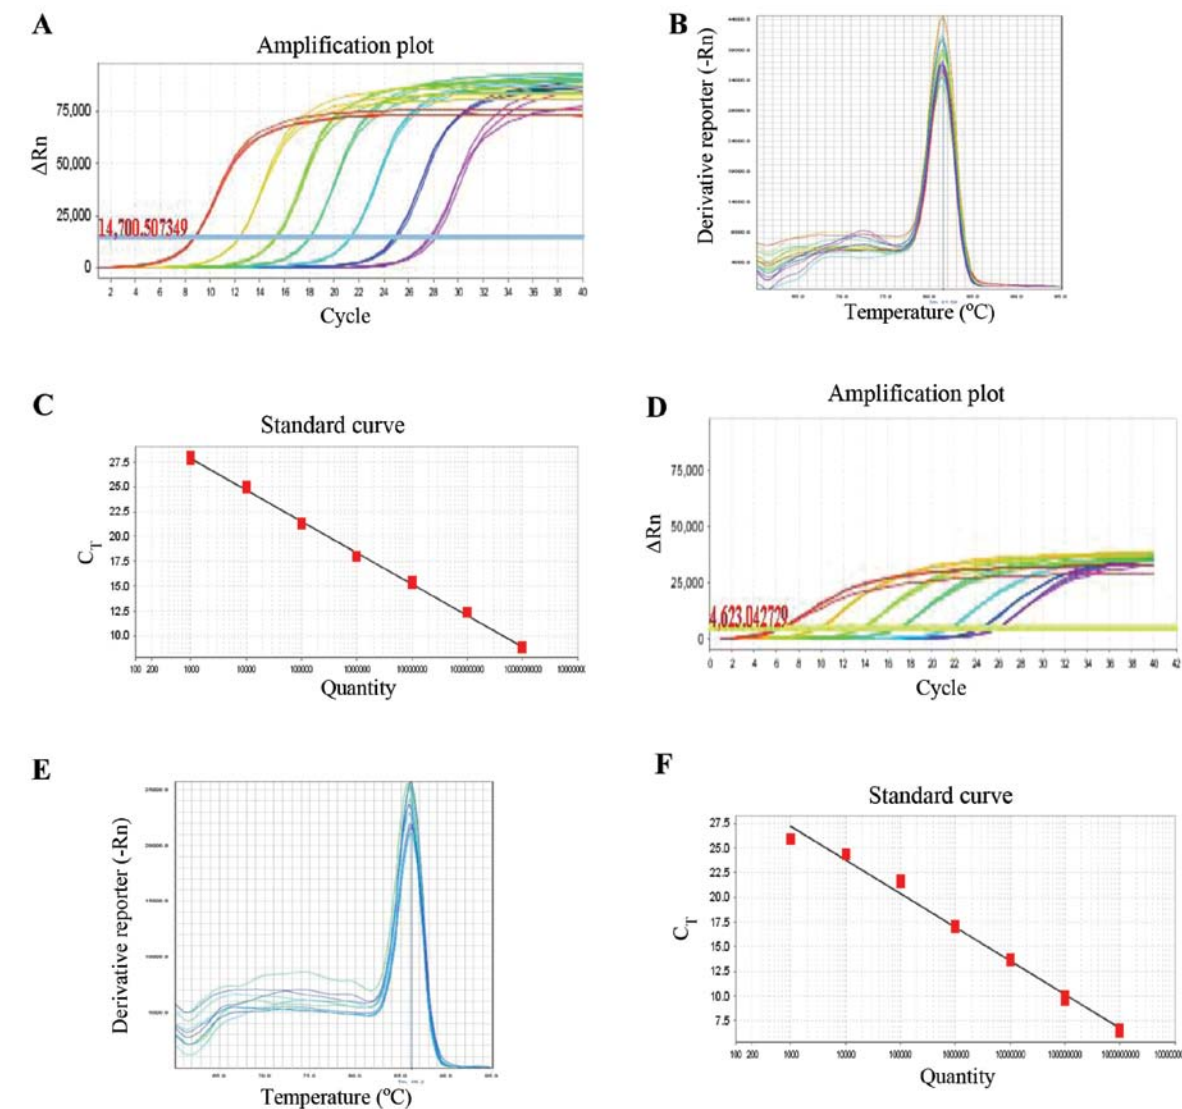 A
Amplification plot
ΔRn
75,000
50,000
25,000
14,700.507349
0
2 4 6 8 10 12 14 16 18 20 22 24 26 28 30 32 34 36 38 40
Cycle
B
Derivative reporter (-Rn)
Temperature (ºC)
C
Standard curve
C_T
27.5
25.0
22.5
20.0
17.5
15.0
12.5
10.0
100 200 1000 10000 100000 1000000 10000000 100000000 1000000000
Quantity
D
Amplification plot
ΔRn
75,000
50,000
25,000
4,623.042729
0
0 2 4 6 8 10 12 14 16 18 20 22 24 26 28 30 32 34 36 38 40 42
Cycle
E
Derivative reporter (-Rn)
Temperature (ºC)
F
Standard curve
C_T
27.5
25.0
22.5
20.0
17.5
15.0
12.5
10.0
7.5
100 200 1000 10000 100000 1000000 10000000 100000000 1000000000
Quantity